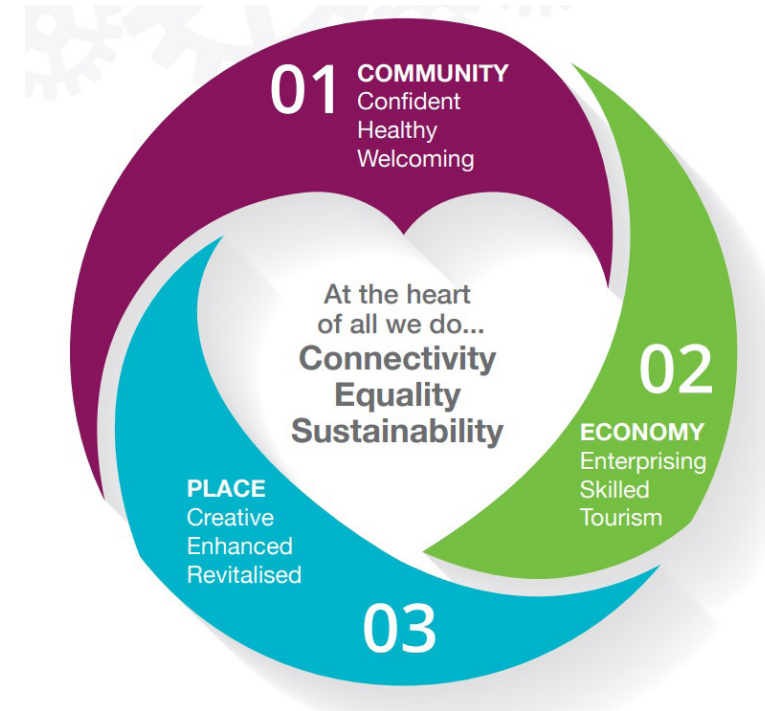 01
COMMUNITY
Confident
Healthy
Welcoming
At the heart
of all we do...
Connectivity
Equality
Sustainability
02
ECONOMY
Enterprising
Skilled
Tourism
PLACE
Creative
Enhanced
Revitalised
03